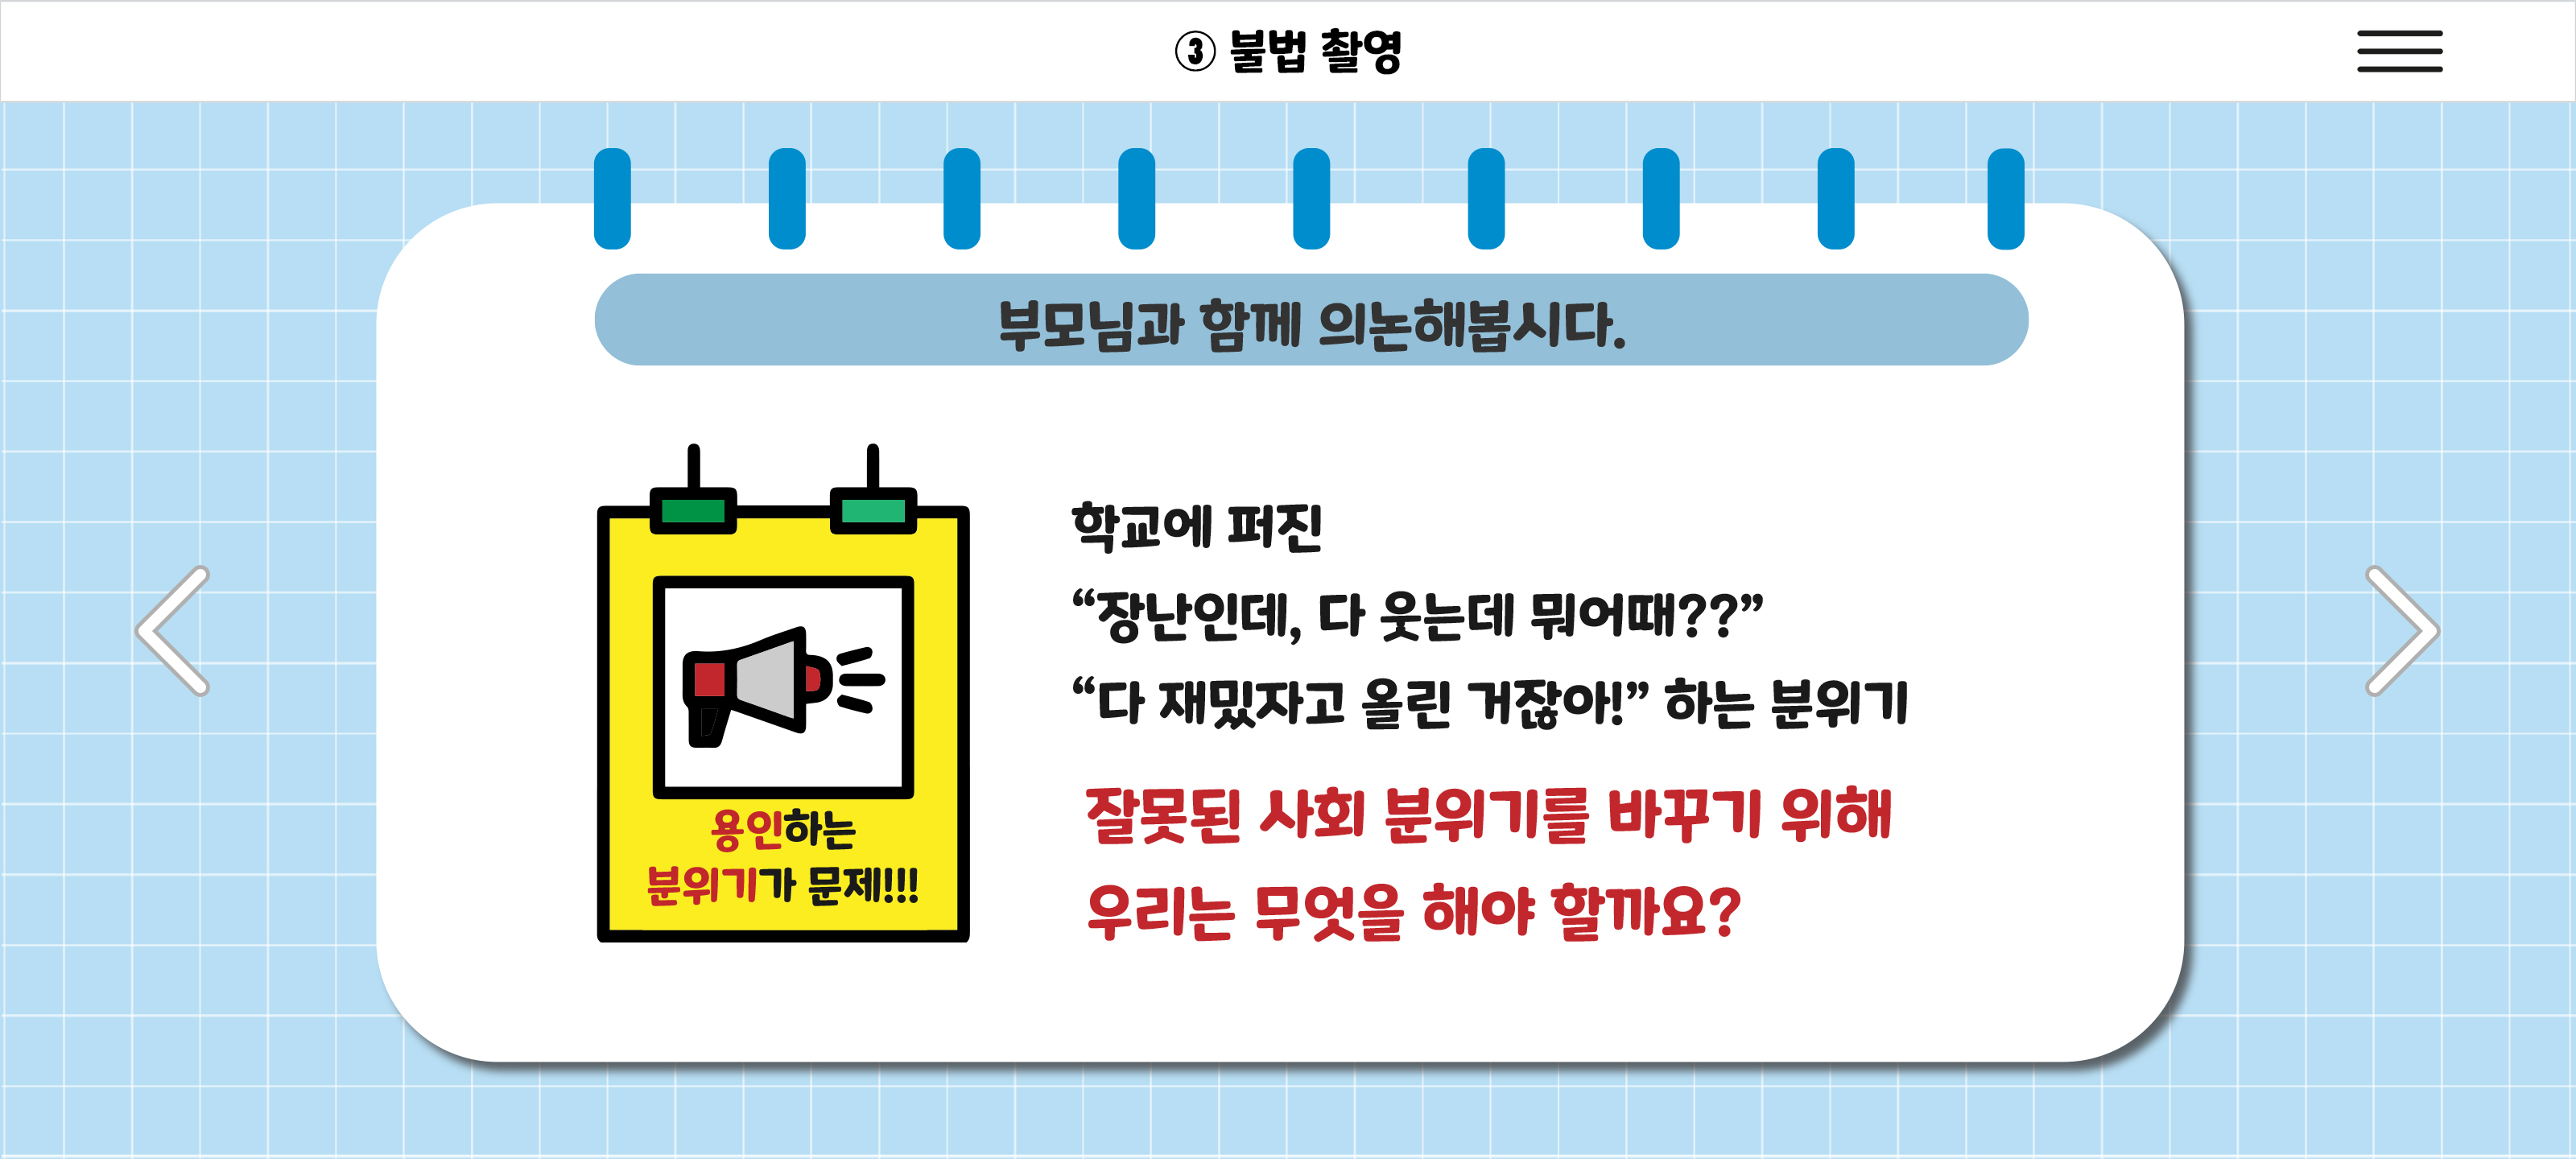 ③ 불법 촬영
부모님과 함께 의논해봅시다.
용인하는
분위기가 문제!!!
학교에 퍼진
“장난인데, 다 웃는데 뭐어때??”
“다 재밌자고 올린 거잖아!” 하는 분위기
잘못된 사회 분위기를 바꾸기 위해
우리는 무엇을 해야 할까요?